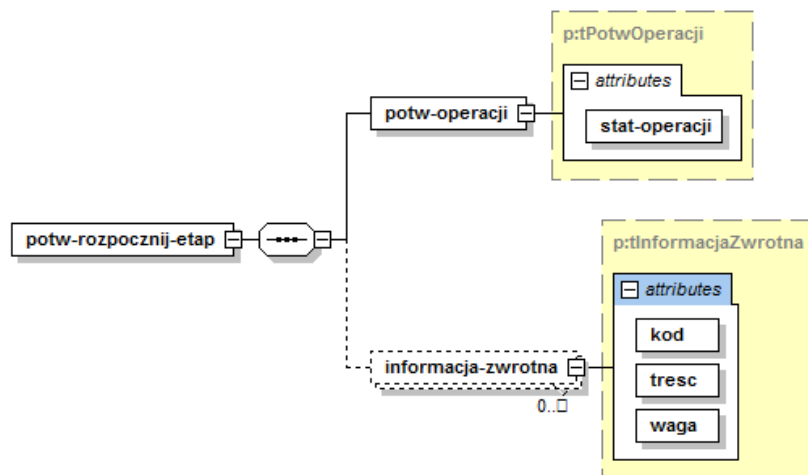 p:tPotwOperacji
attributes
potw-operacji
stat-operacji
potw-rozpocznij-etap
p:tInformacjaZwrotna
attributes
kod
informacja-zwrotna
tresc
0..□
waga